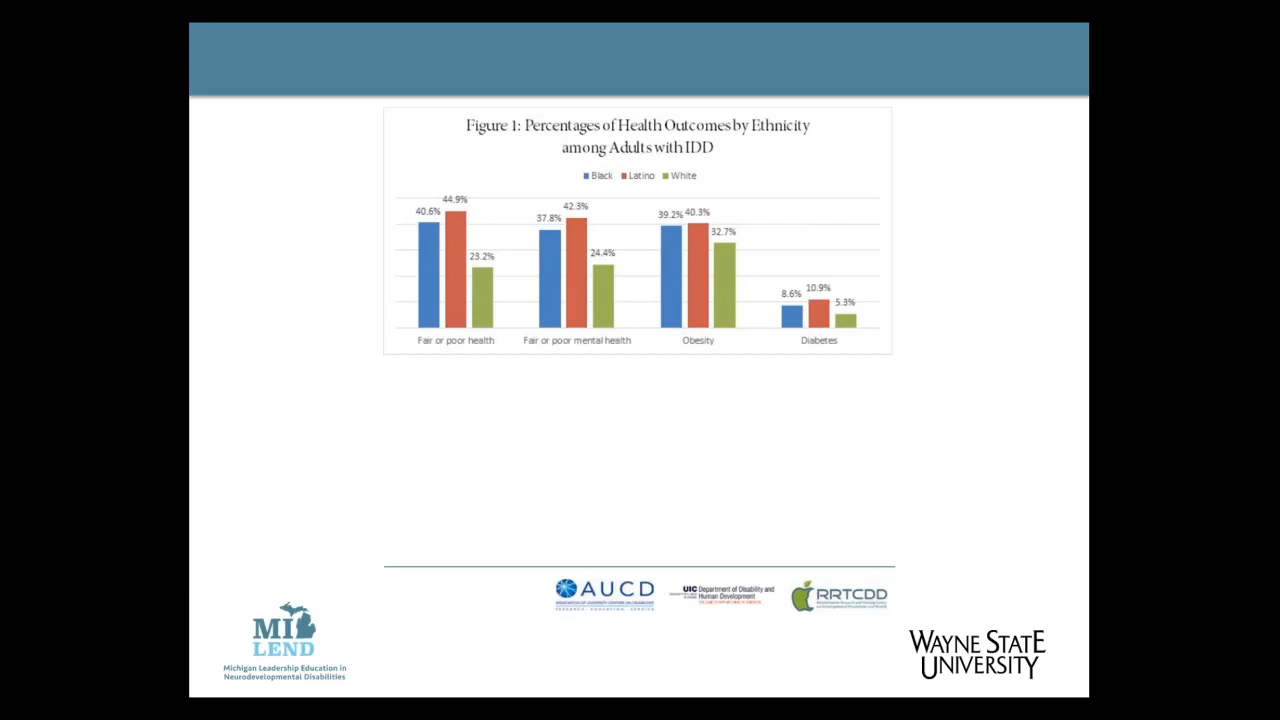 Figure 1: Percentages of Health Outcomes by Ethnicity
among Adults with IDD
Black Latino White
40.6% 44.9% 23.2%
37.8% 42.3% 24.4%
39.2% 40.3% 32.7%
8.6% 10.9% 5.3%
Fair or poor health Fair or poor mental health Obesity Diabetes
AUCD
RESEARCH EDUCATION SERVICE
UIC Department of Disability and
Human Development
RRTCDD
MI
LEND
Michigan Leadership Education in
Neurodevelopmental Disabilities
WAYNE STATE
UNIVERSITY